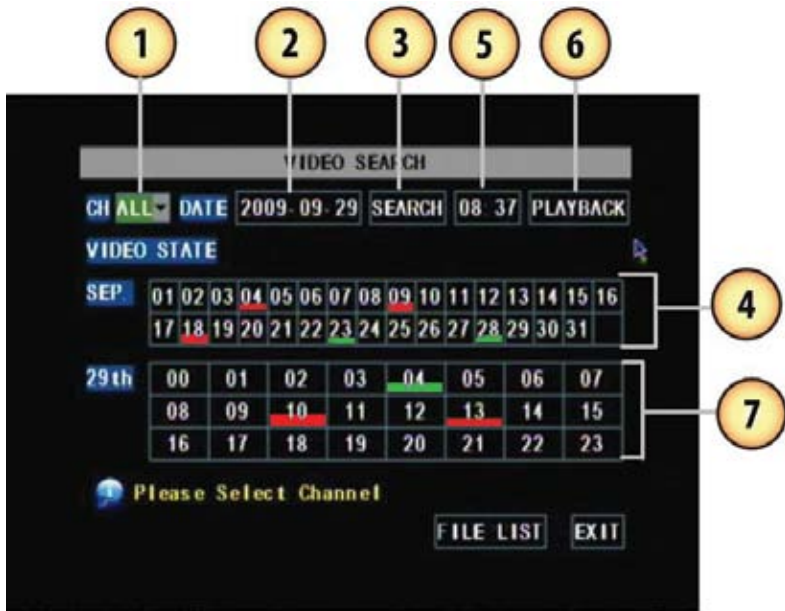 1 2 3 5 6
VIDEO SEARCH
CH ALL DATE 2009-09-29 SEARCH 08 37 PLAYBACK
VIDEO STATE
SEP. 01 02 03 04 05 06 07 08 09 10 11 12 13 14 15 16
17 18 19 20 21 22 23 24 25 26 27 28 29 30 31
4
29th 00 01 02 03 04 05 06 07
08 09 10 11 12 13 14 15
16 17 18 19 20 21 22 23
7
Please Select Channel
FILE LIST EXIT